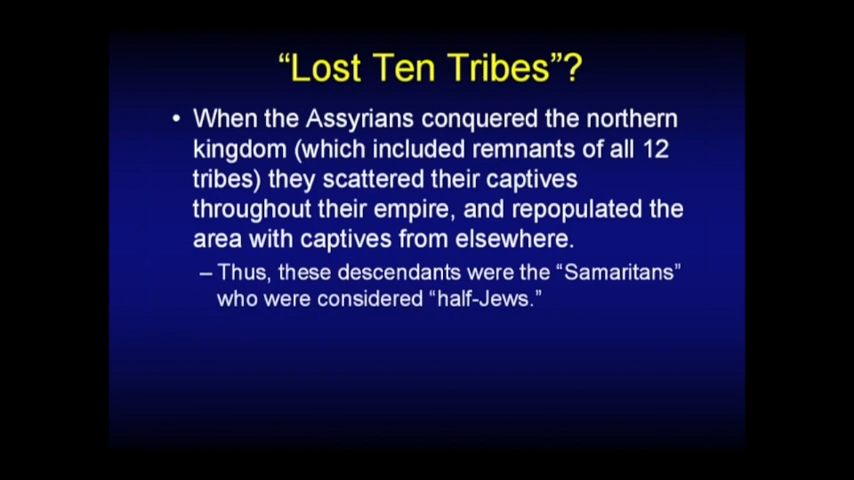 “Lost Ten Tribes”?
• When the Assyrians conquered the northern
kingdom (which included remnants of all 12
tribes) they scattered their captives
throughout their empire, and repopulated the
area with captives from elsewhere.
– Thus, these descendants were the “Samaritans”
who were considered “half-Jews.”